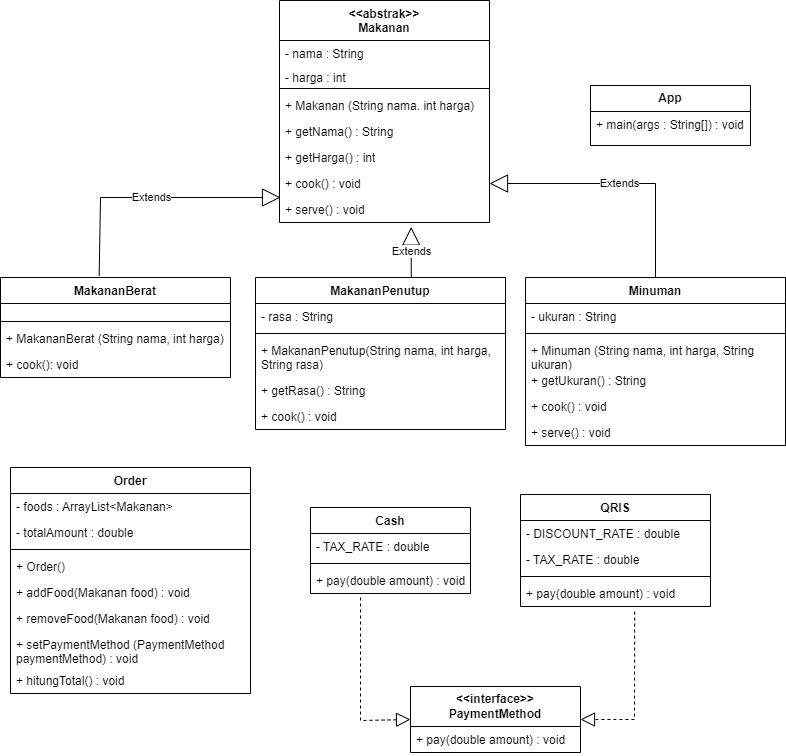 <<abstrak>>
Makanan
- nama : String
- harga : int
+ Makanan (String nama. int harga)
+ getNama() : String
+ getHarga() : int
+ cook() : void
+ serve() : void
App
+ main(args : String[]) : void
Extends
Extends
Extends
MakananBerat
+ MakananBerat (String nama, int harga)
+ cook(): void
MakananPenutup
- rasa : String
+ MakananPenutup(String nama, int harga,
String rasa)
+ getRasa() : String
+ cook() : void
Minuman
- ukuran : String
+ Minuman (String nama, int harga, String
ukuran)
+ getUkuran() : String
+ cook() : void
+ serve() : void
Order
- foods : ArrayList<Makanan>
- totalAmount : double
+ Order()
+ addFood(Makanan food) : void
+ removeFood(Makanan food) : void
+ setPaymentMethod (PaymentMethod
paymentMethod) : void
+ hitungTotal() : void
Cash
- TAX_RATE : double
+ pay(double amount) : void
QRIS
- DISCOUNT_RATE : double
- TAX_RATE : double
+ pay(double amount) : void
<<interface>>
PaymentMethod
+ pay(double amount) : void